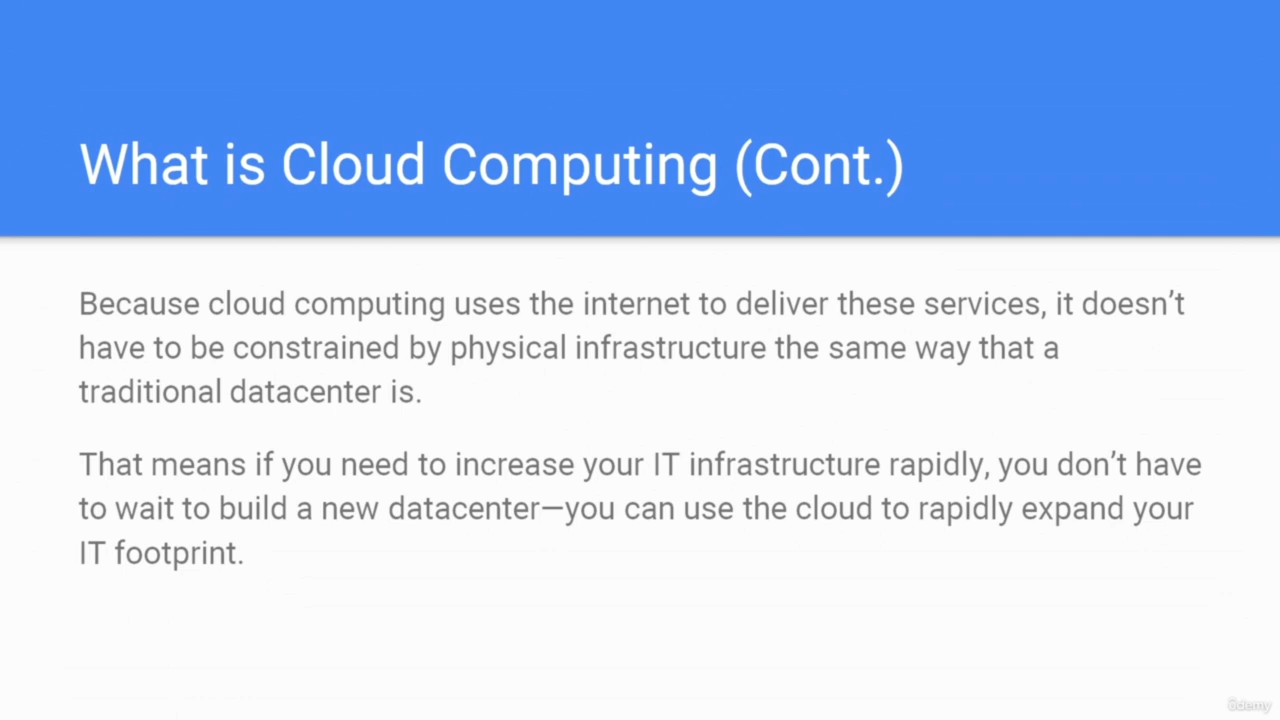 What is Cloud Computing (Cont.)
Because cloud computing uses the internet to deliver these services, it doesn’t
have to be constrained by physical infrastructure the same way that a
traditional datacenter is.
That means if you need to increase your IT infrastructure rapidly, you don’t have
to wait to build a new datacenter—you can use the cloud to rapidly expand your
IT footprint.
ûdemy